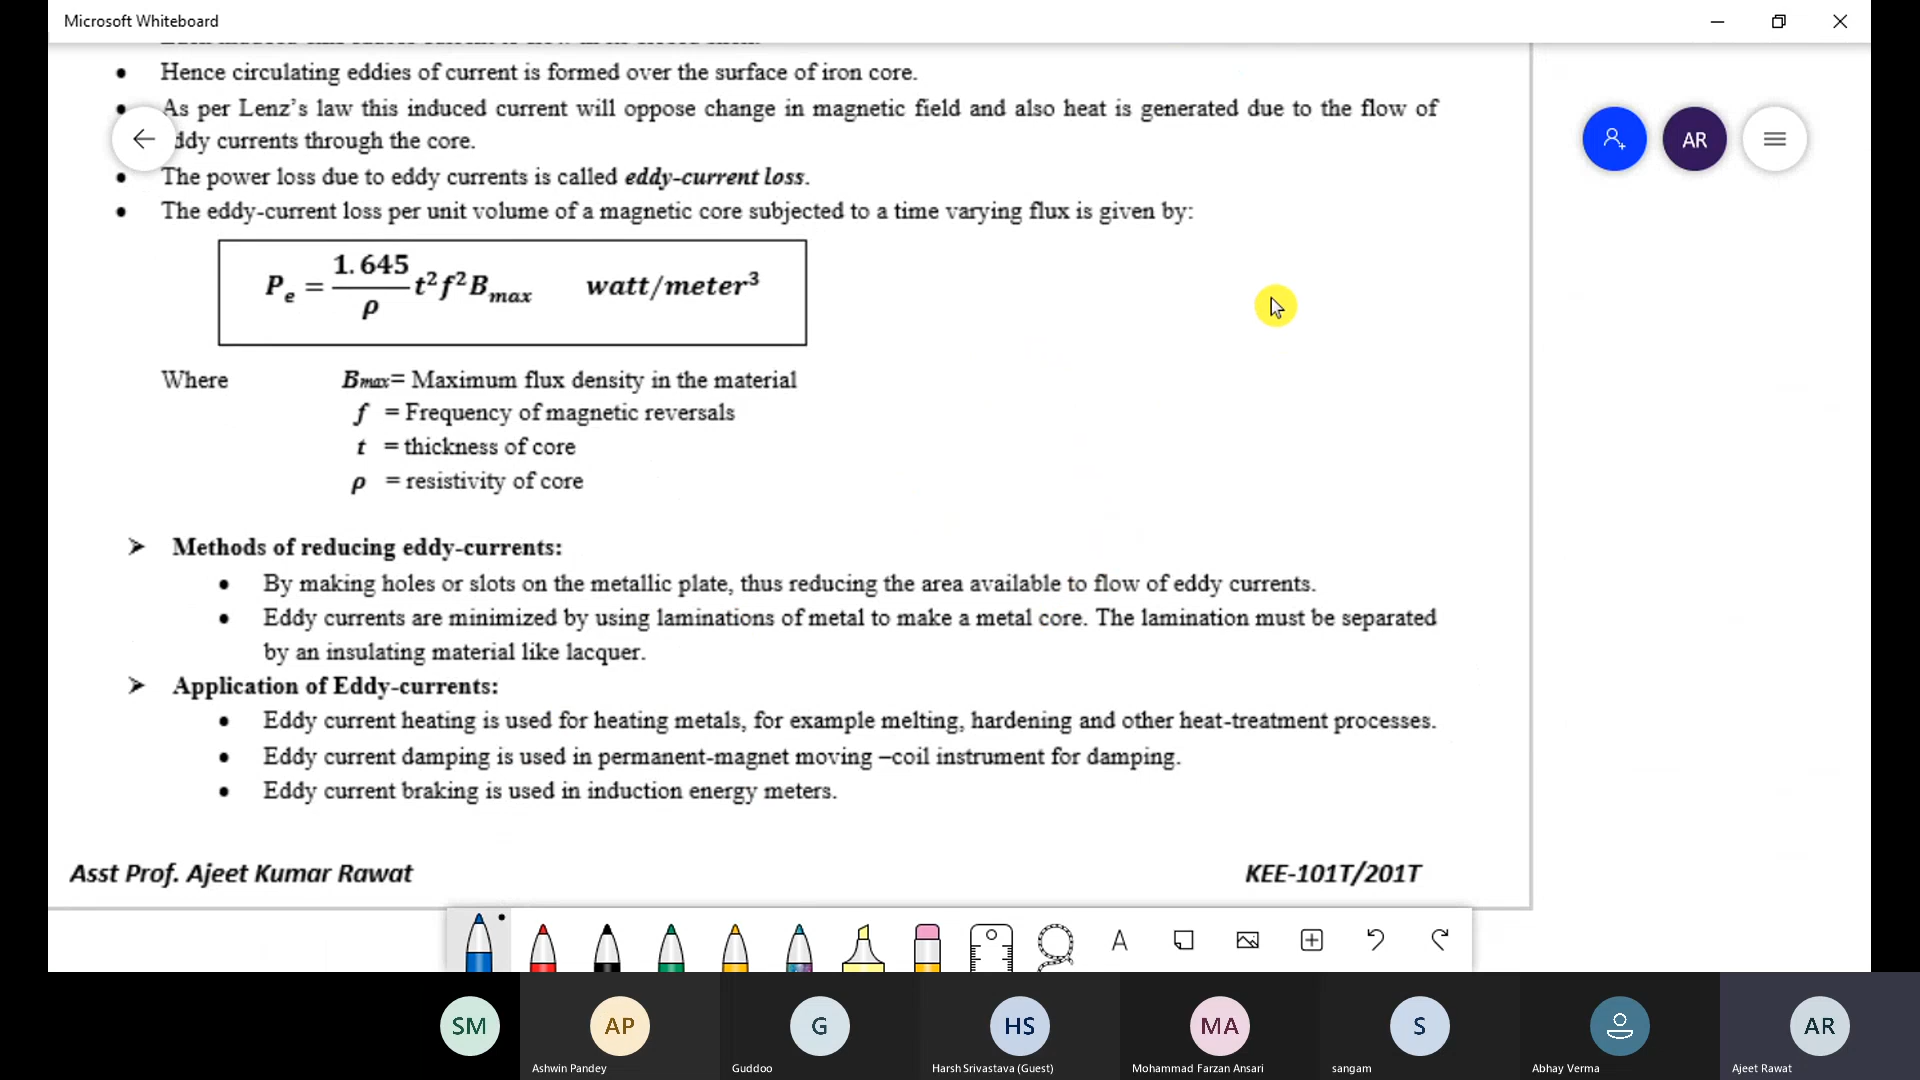 Microsoft Whiteboard
Hence circulating eddies of current is formed over the surface of iron core.
As per Lenz's law this induced current will oppose change in magnetic field and also heat is generated due to the flow of
ddy currents through the core.
The power loss due to eddy currents is called eddy-current loss.
The eddy-current loss per unit volume of a magnetic core subjected to a time varying flux is given by:
Pₑ = 1.645/ρ t²f²Bₘₐₓ watt/meter³
Where Bmax= Maximum flux density in the material
f = Frequency of magnetic reversals
t = thickness of core
ρ = resistivity of core
Methods of reducing eddy-currents:
By making holes or slots on the metallic plate, thus reducing the area available to flow of eddy currents.
Eddy currents are minimized by using laminations of metal to make a metal core. The lamination must be separated
by an insulating material like lacquer.
Application of Eddy-currents:
Eddy current heating is used for heating metals, for example melting, hardening and other heat-treatment processes.
Eddy current damping is used in permanent-magnet moving –coil instrument for damping.
Eddy current braking is used in induction energy meters.
Asst Prof. Ajeet Kumar Rawat KEE-101T/201T
AR
SM AP G HS MA S AR
Ashwin Pandey Guddoo Harsh Srivastava (Guest) Mohammad Farzan Ansari sangam Abhay Verma Ajeet Rawat